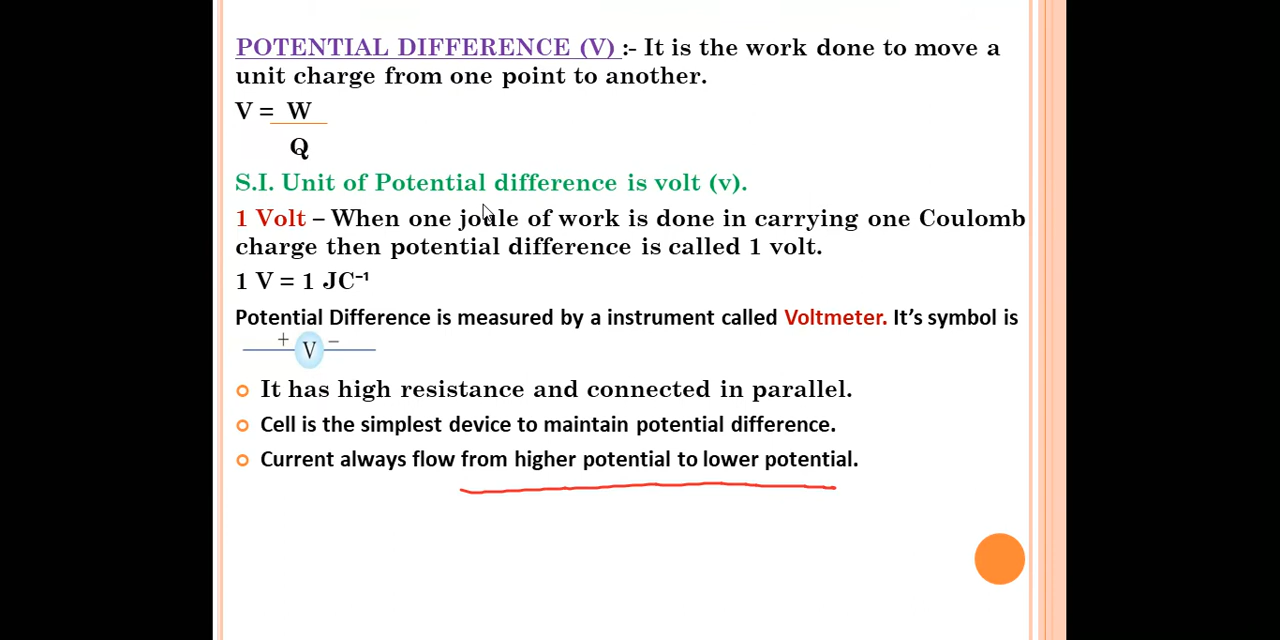 POTENTIAL DIFFERENCE (V) :- It is the work done to move a
unit charge from one point to another.
V = W
Q
S.I. Unit of Potential difference is volt (v).
1 Volt – When one joule of work is done in carrying one Coulomb
charge then potential difference is called 1 volt.
1 V = 1 JC⁻¹
Potential Difference is measured by a instrument called Voltmeter. It’s symbol is
+ V −
It has high resistance and connected in parallel.
Cell is the simplest device to maintain potential difference.
Current always flow from higher potential to lower potential.